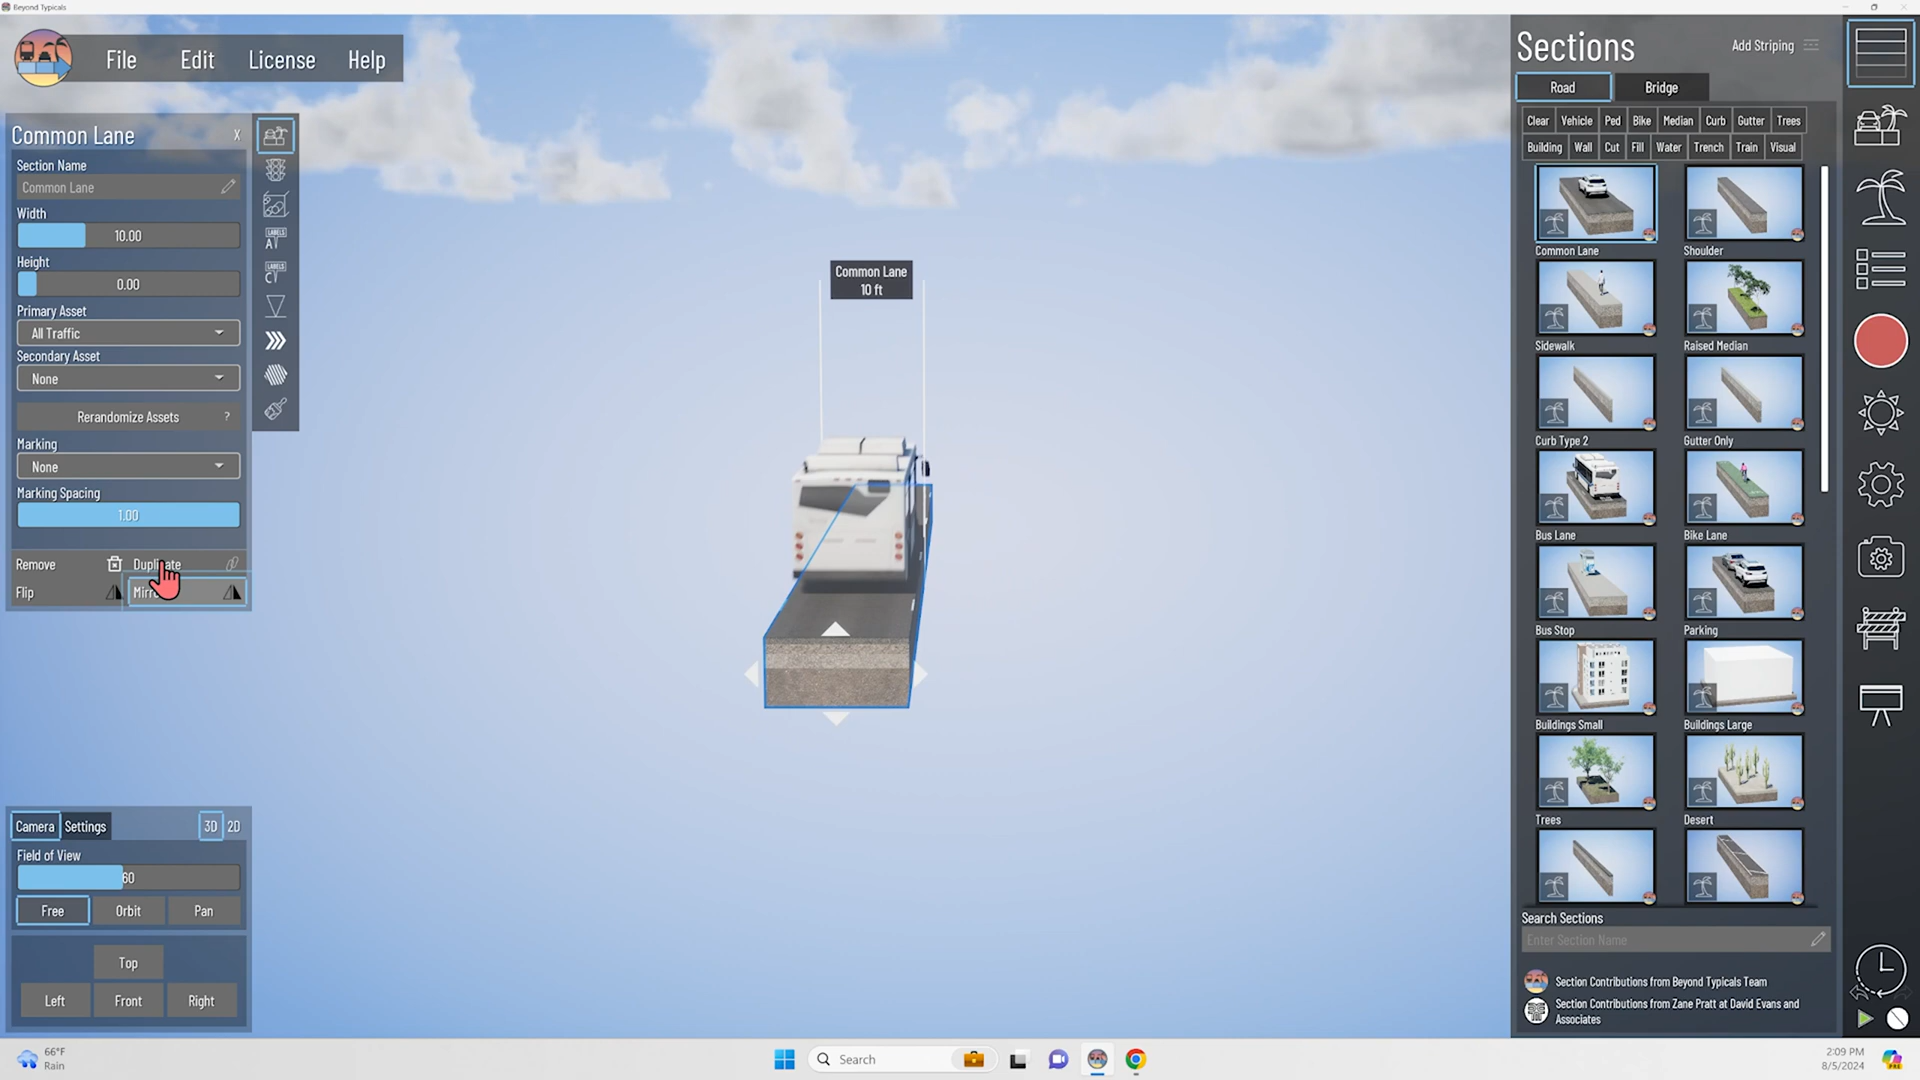 Beyond Typicals
File Edit License Help
Common Lane X
Section Name
Common Lane
Width
10.00
Height
0.00
Primary Asset
All Traffic
Secondary Asset
None
Rerandomize Assets ?
Marking
None
Marking Spacing
1.00
Remove Duplicate
Flip
LABELS
A
LABELS
C
Common Lane
10 ft
Camera Settings 3D 2D
Field of View
60
Free Orbit Pan
Top
Left Front Right
Sections Add Striping
Road Bridge
Clear Vehicle Ped Bike Median Curb Gutter Trees
Building Wall Cut Fill Water Trench Train Visual
Common Lane Shoulder
Sidewalk Raised Median
Curb Type 2 Gutter Only
Bus Lane Bike Lane
Bus Stop Parking
Buildings Small Buildings Large
Trees Desert
Search Sections
Enter Section Name
Section Contributions from Beyond Typicals Team
Section Contributions from Zane Pratt at David Evans and
Associates
66°F
Rain
Search
2:09 PM
8/5/2024